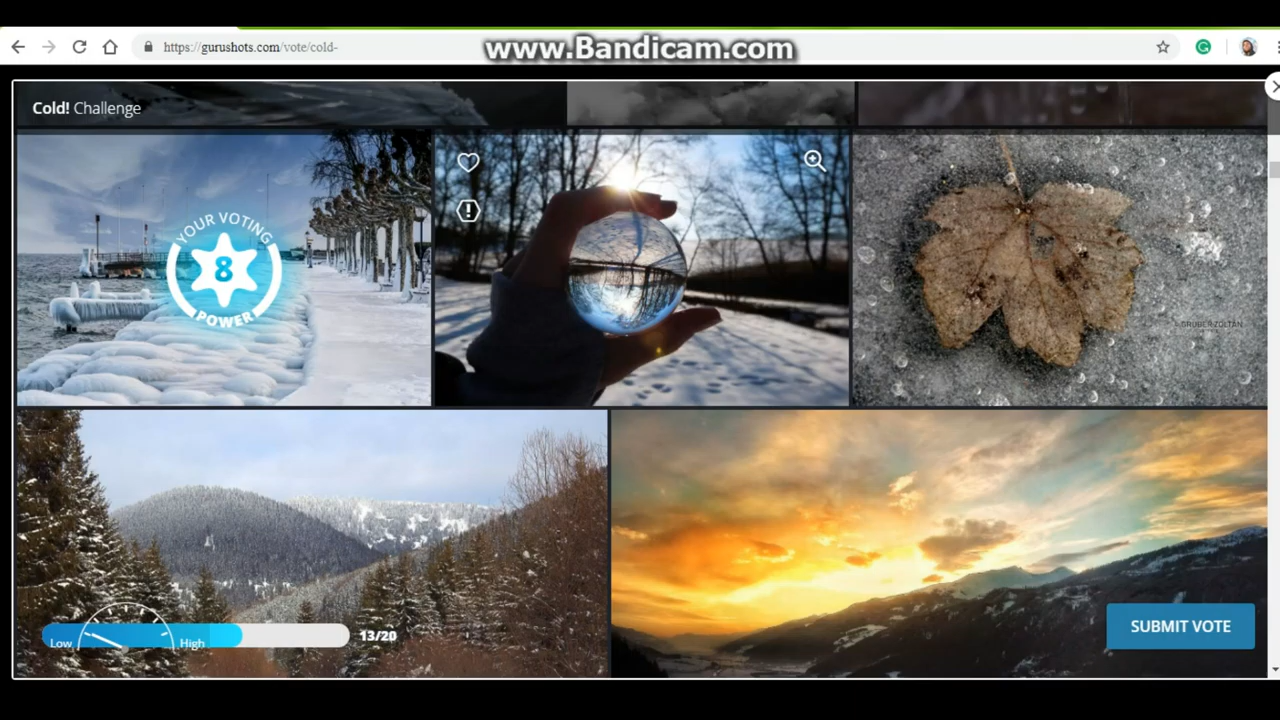 www.Bandicam.com
https://gurushots.com/vote/cold-
Cold! Challenge
YOUR VOTING
8
POWER
© GRUBER ZOLTÁN
Low
High
13/20
SUBMIT VOTE